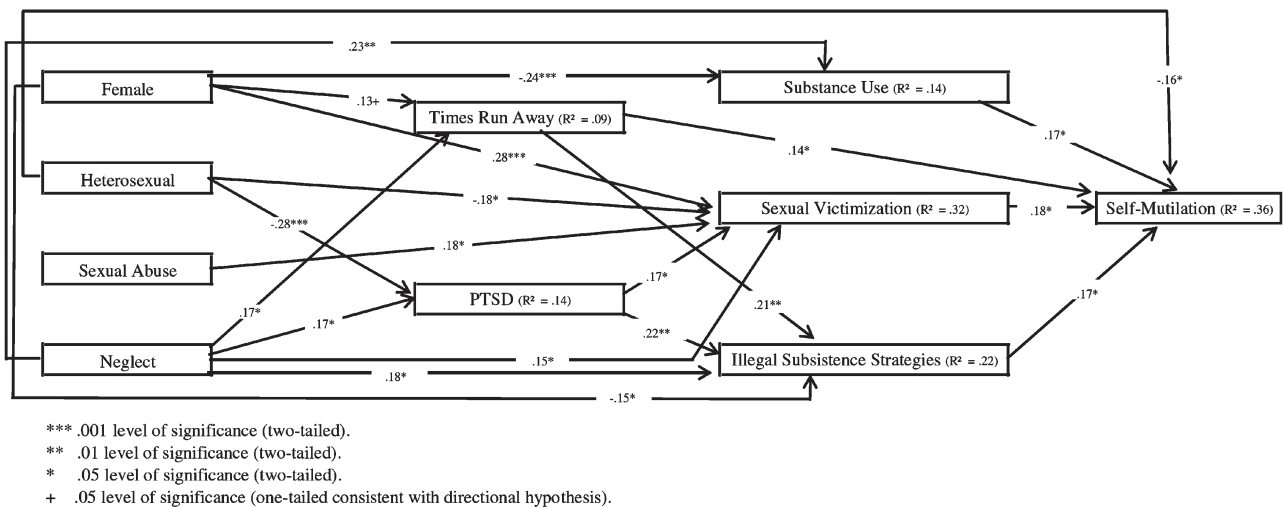 .23**
Female
-.24***
Substance Use (R² = .14)
-.16*
.13+
Times Run Away (R² = .09)
.17*
.28***
.14*
Heterosexual
-.18*
Sexual Victimization (R² = .32)
.18*
Self-Mutilation (R² = .36)
-.28***
.18*
Sexual Abuse
.17*
PTSD (R² = .14)
.17*
.17*
.21**
.17*
.22**
Neglect
.15*
Illegal Subsistence Strategies (R² = .22)
.18*
-.15*
*** .001 level of significance (two-tailed).
** .01 level of significance (two-tailed).
* .05 level of significance (two-tailed).
+ .05 level of significance (one-tailed consistent with directional hypothesis).